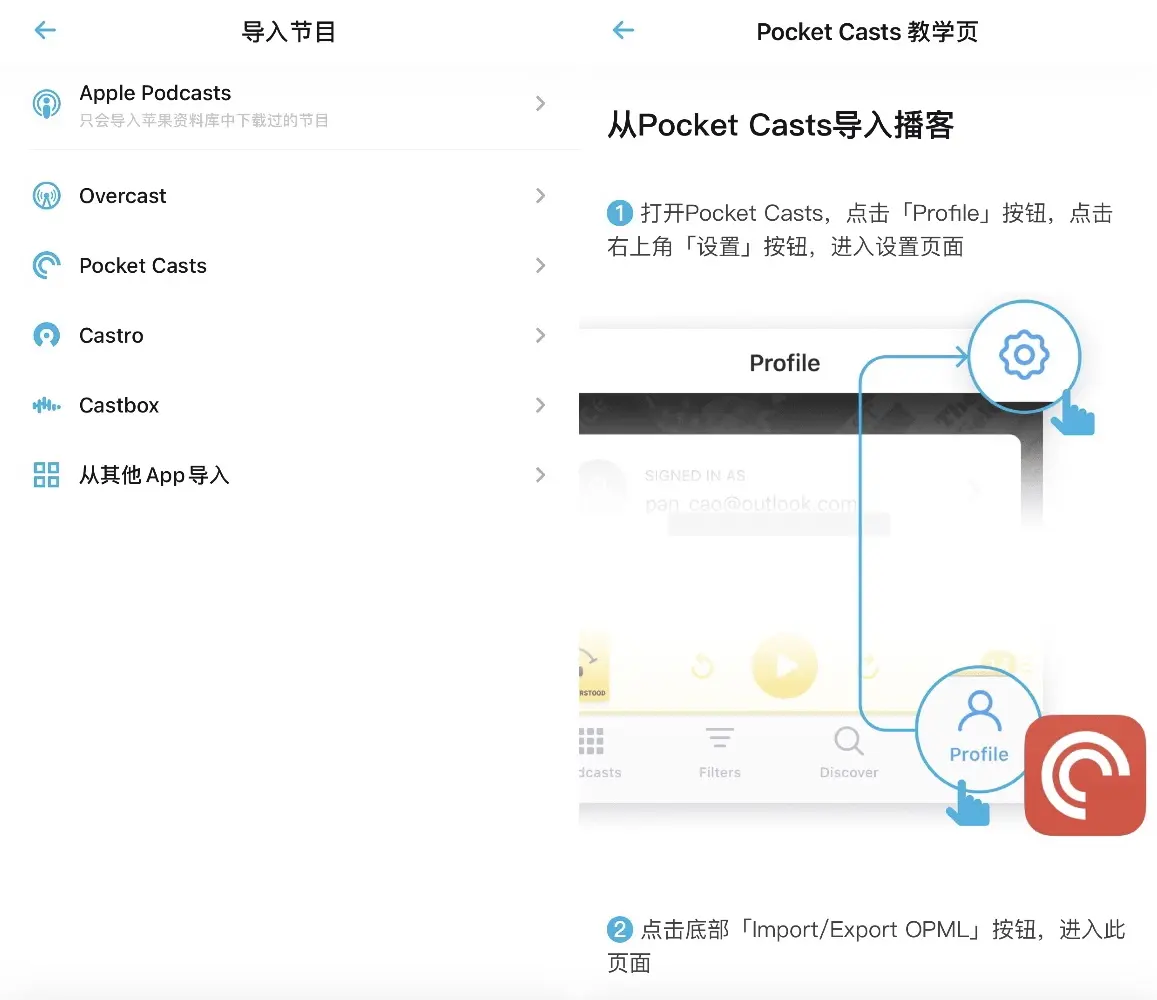 导入节目
Apple Podcasts
只会导入苹果资料库中下载过的节目
Overcast
Pocket Casts
Castro
Castbox
从其他 App 导入
Pocket Casts 教学页
从Pocket Casts导入播客
1 打开Pocket Casts，点击「Profile」按钮，点击
右上角「设置」按钮，进入设置页面
Profile
SIGNED IN AS
pan_cao@outlook.com
RSTOOD
dcasts
Filters
Discover
Profile
2 点击底部「Import/Export OPML」按钮，进入此
页面